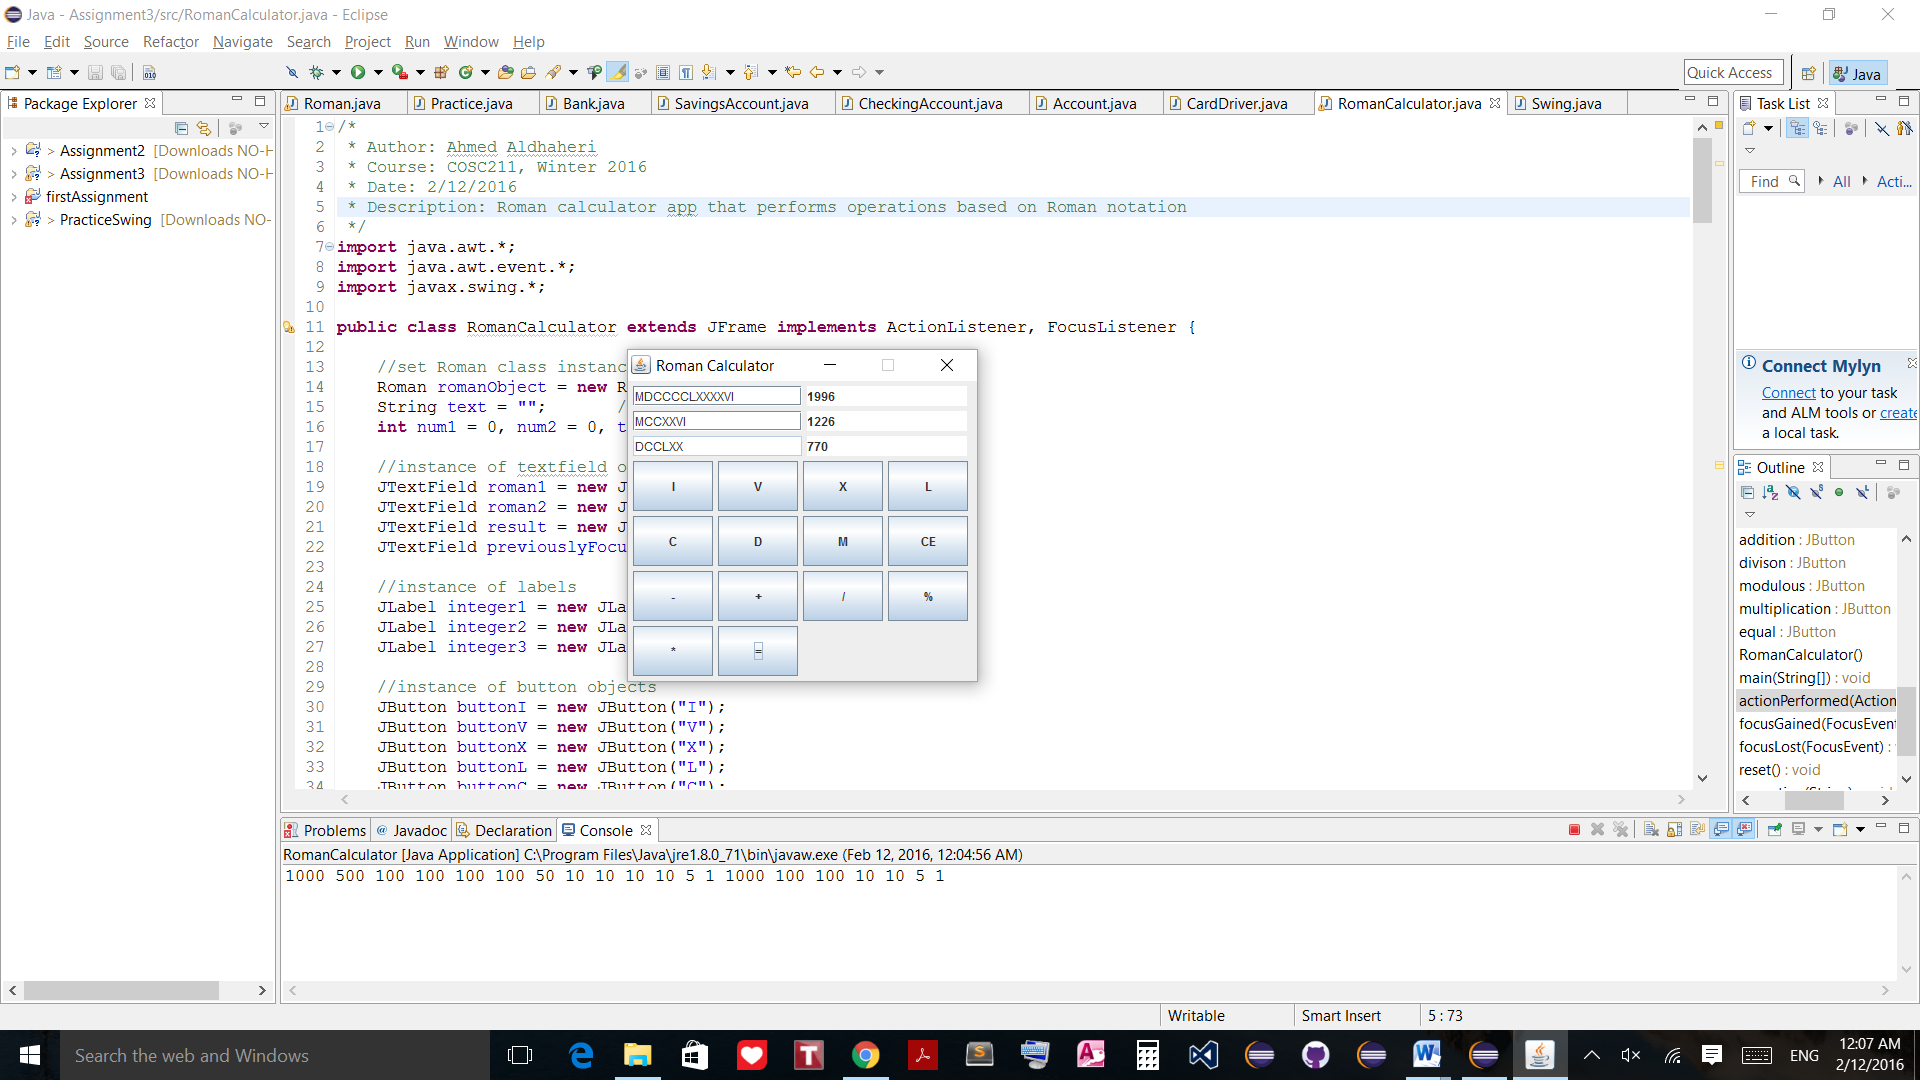 Java - Assignment3/src/RomanCalculator.java - Eclipse
File Edit Source Refactor Navigate Search Project Run Window Help
Quick Access
Java
Package Explorer
Roman.java Practice.java Bank.java SavingsAccount.java CheckingAccount.java Account.java CardDriver.java RomanCalculator.java Swing.java
Task List
> Assignment2 [Downloads NO-H
> Assignment3 [Downloads NO-H
firstAssignment
> PracticeSwing [Downloads NO-
1 /*
2 * Author: Ahmed Aldhaheri
3 * Course: COSC211, Winter 2016
4 * Date: 2/12/2016
5 * Description: Roman calculator app that performs operations based on Roman notation
6 */
7 import java.awt.*;
8 import java.awt.event.*;
9 import javax.swing.*;
10
11 public class RomanCalculator extends JFrame implements ActionListener, FocusListener {
12
13 //set Roman class instanc
14 Roman romanObject = new R
15 String text = ""; /
16 int num1 = 0, num2 = 0, t
17
18 //instance of textfield o
19 JTextField roman1 = new J
20 JTextField roman2 = new J
21 JTextField result = new J
22 JTextField previouslyFocu
23
24 //instance of labels
25 JLabel integer1 = new JLa
26 JLabel integer2 = new JLa
27 JLabel integer3 = new JLa
28
29 //instance of button objects
30 JButton buttonI = new JButton("I");
31 JButton buttonV = new JButton("V");
32 JButton buttonX = new JButton("X");
33 JButton buttonL = new JButton("L");
34 JButton buttonC = new JButton("C");
Roman Calculator
MDCCCCLXXXXVI 1996
MCCXXVI 1226
DCCLXX 770
I V X L
C D M CE
- + / %
* =
Find All Acti...
Connect Mylyn
Connect to your task
and ALM tools or create
a local task.
Outline
addition : JButton
divison : JButton
modulous : JButton
multiplication : JButton
equal : JButton
RomanCalculator()
main(String[]) : void
actionPerformed(Action
focusGained(FocusEven
focusLost(FocusEvent) :
reset() : void
Problems Javadoc Declaration Console
RomanCalculator [Java Application] C:\Program Files\Java\jre1.8.0_71\bin\javaw.exe (Feb 12, 2016, 12:04:56 AM)
1000 500 100 100 100 100 50 10 10 10 10 5 1 1000 100 100 10 10 5 1
Writable Smart Insert 5 : 73
Search the web and Windows
ENG
12:07 AM
2/12/2016